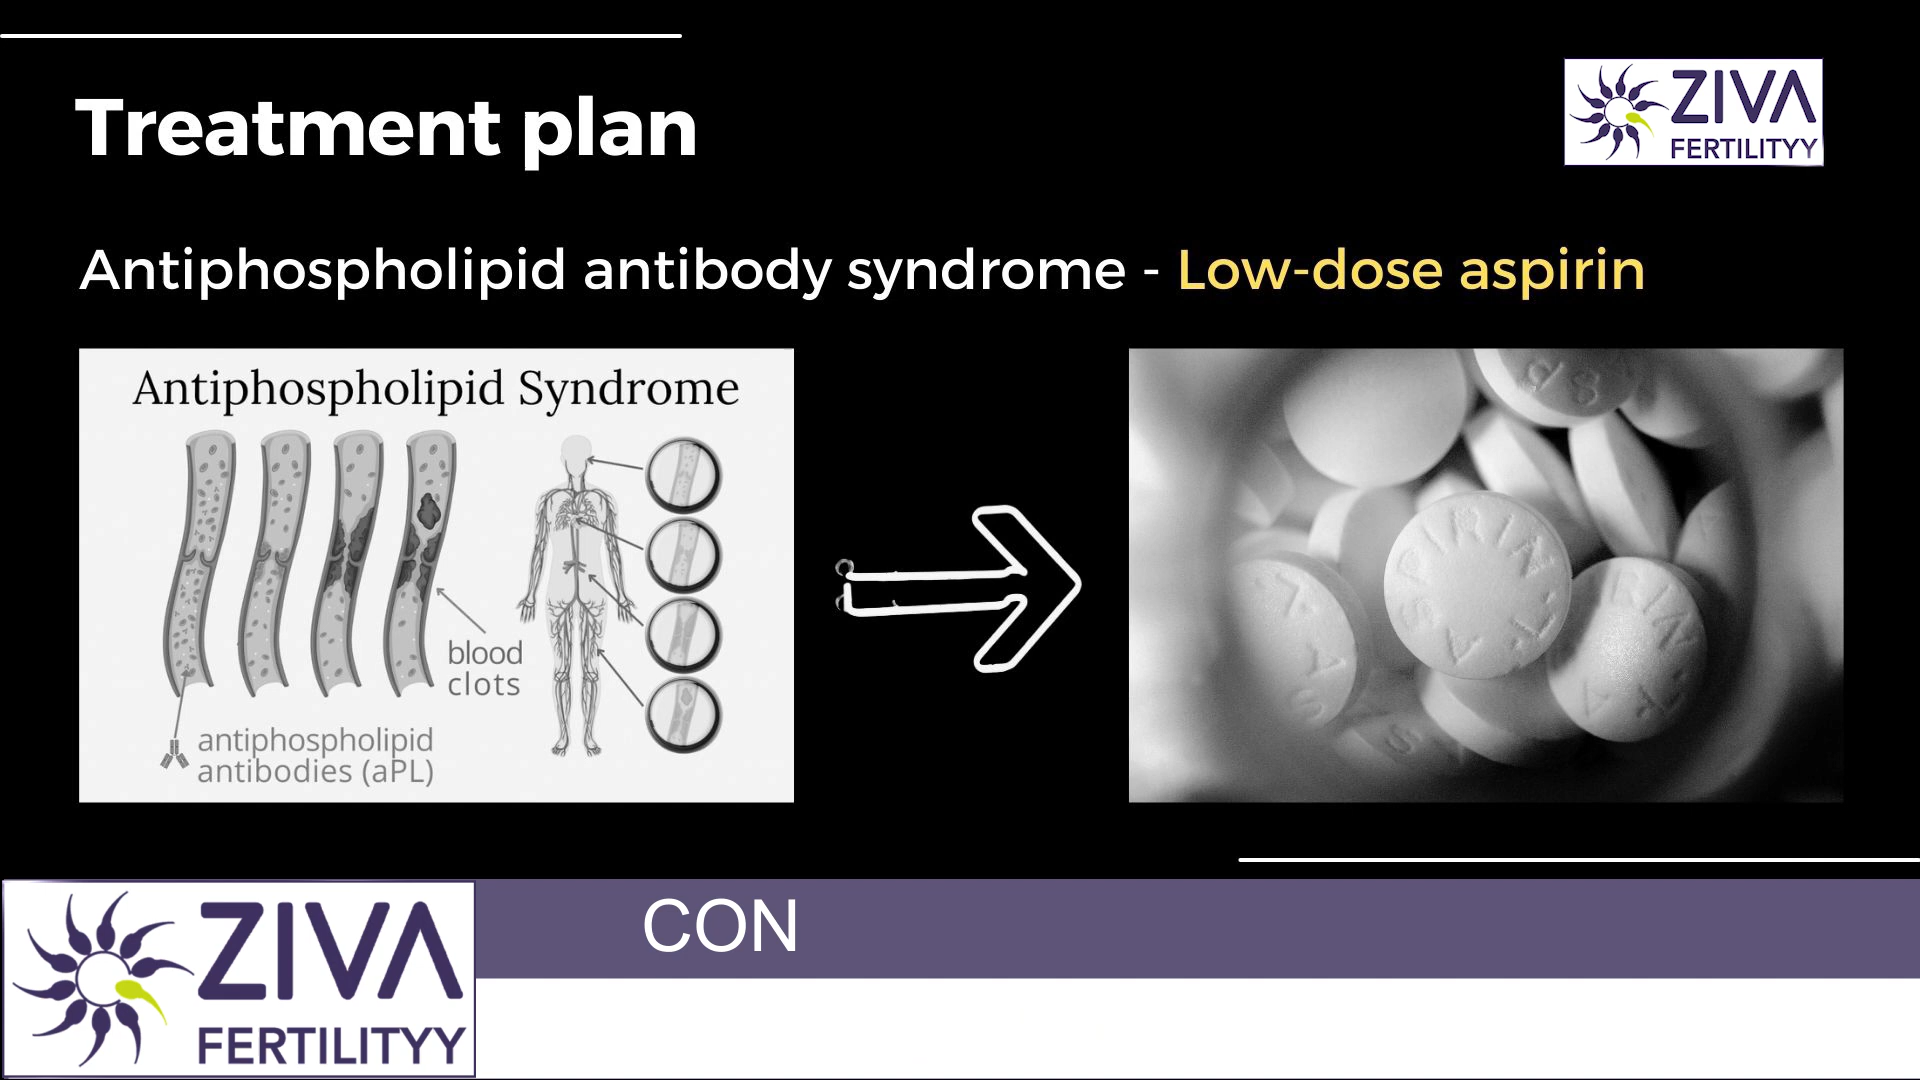 Treatment plan
ZIVA
FERTILITYY
Antiphospholipid antibody syndrome - Low-dose aspirin
Antiphospholipid Syndrome
blood
clots
antiphospholipid
antibodies (aPL)
ASPIRIN
CON
ZIVA
FERTILITYY